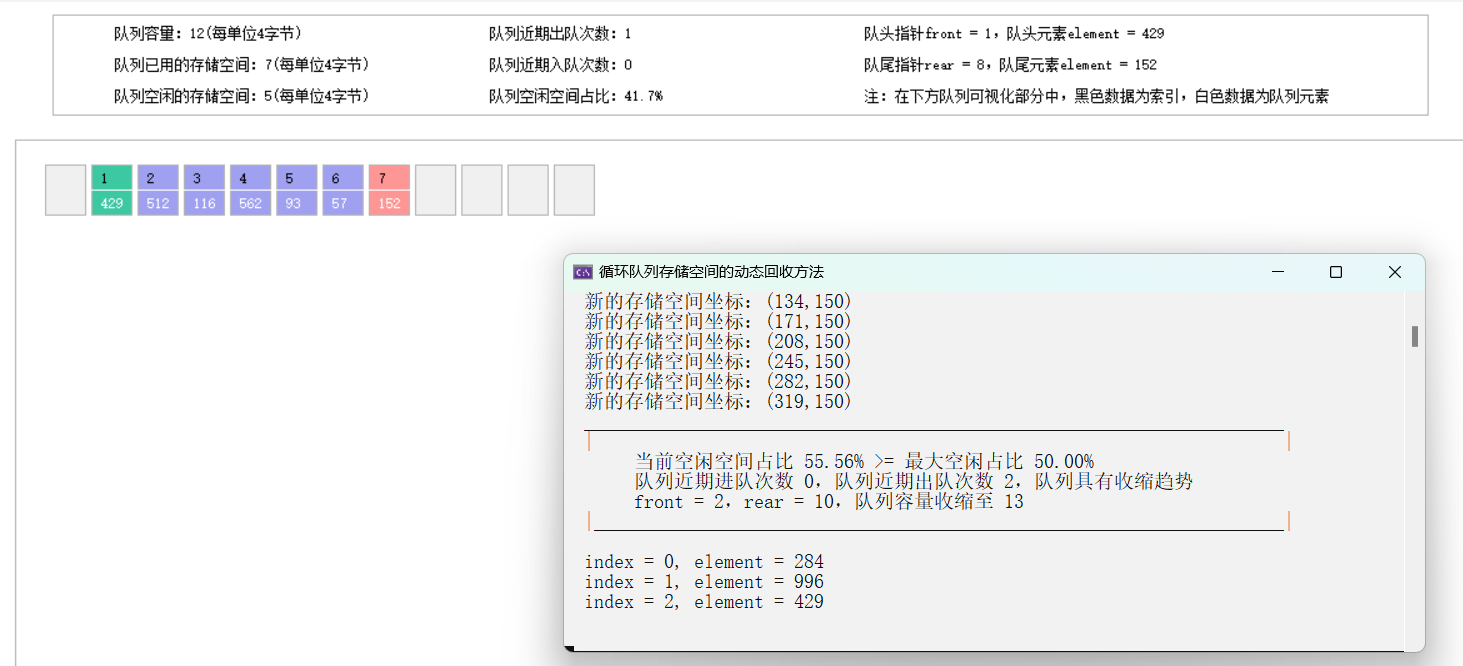 队列容量：12(每单位4字节)
队列近期出队次数：1
队头指针front = 1，队头元素element = 429
队列已用的存储空间：7(每单位4字节)
队列近期入队次数：0
队尾指针rear = 8，队尾元素element = 152
队列空闲的存储空间：5(每单位4字节)
队列空闲空间占比：41.7%
注：在下方队列可视化部分中，黑色数据为索引，白色数据为队列元素
1 2 3 4 5 6 7
429 512 116 562 93 57 152
C:\ 循环队列存储空间的动态回收方法
新的存储空间坐标：(134,150)
新的存储空间坐标：(171,150)
新的存储空间坐标：(208,150)
新的存储空间坐标：(245,150)
新的存储空间坐标：(282,150)
新的存储空间坐标：(319,150)
当前空闲空间占比 55.56% >= 最大空闲占比 50.00%
队列近期进队次数 0，队列近期出队次数 2，队列具有收缩趋势
front = 2，rear = 10，队列容量收缩至 13
index = 0, element = 284
index = 1, element = 996
index = 2, element = 429